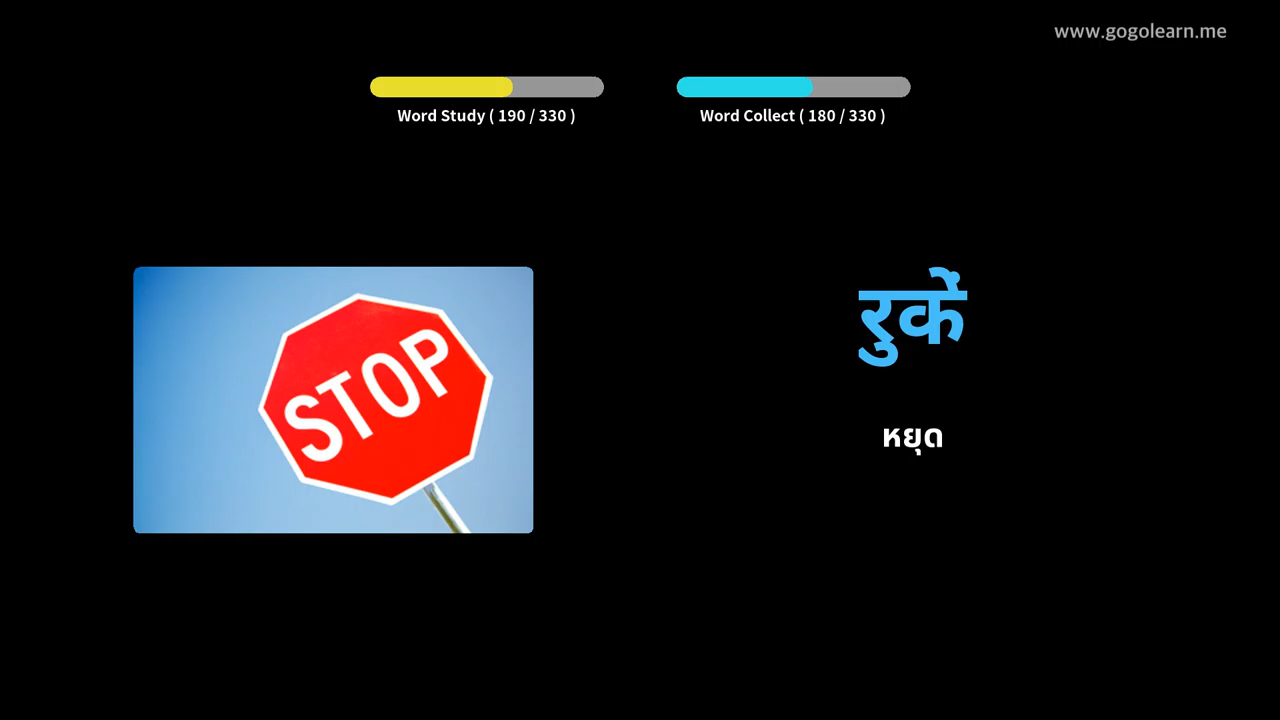 www.gogolearn.me
Word Study ( 190 / 330 )
Word Collect ( 180 / 330 )
STOP
रुकें
หยุด